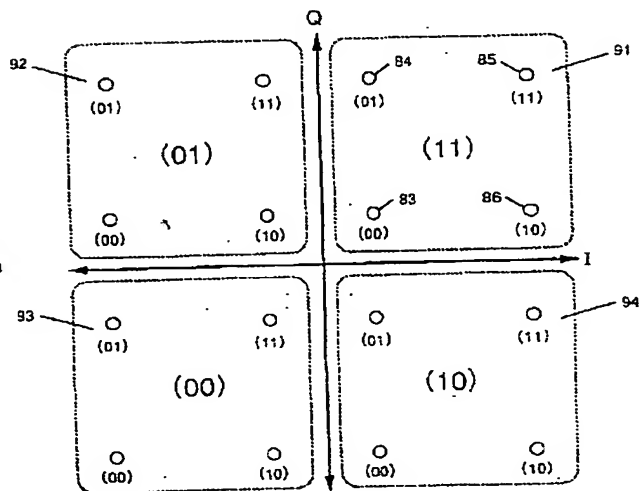 Q
92 84 85 91
(01) (11) (01) (11)
(01) (11)
83 86
(00) (10) (00) (10)
I
93 94
(01) (11) (01) (11)
(00) (10)
(00) (10) (00) (10)